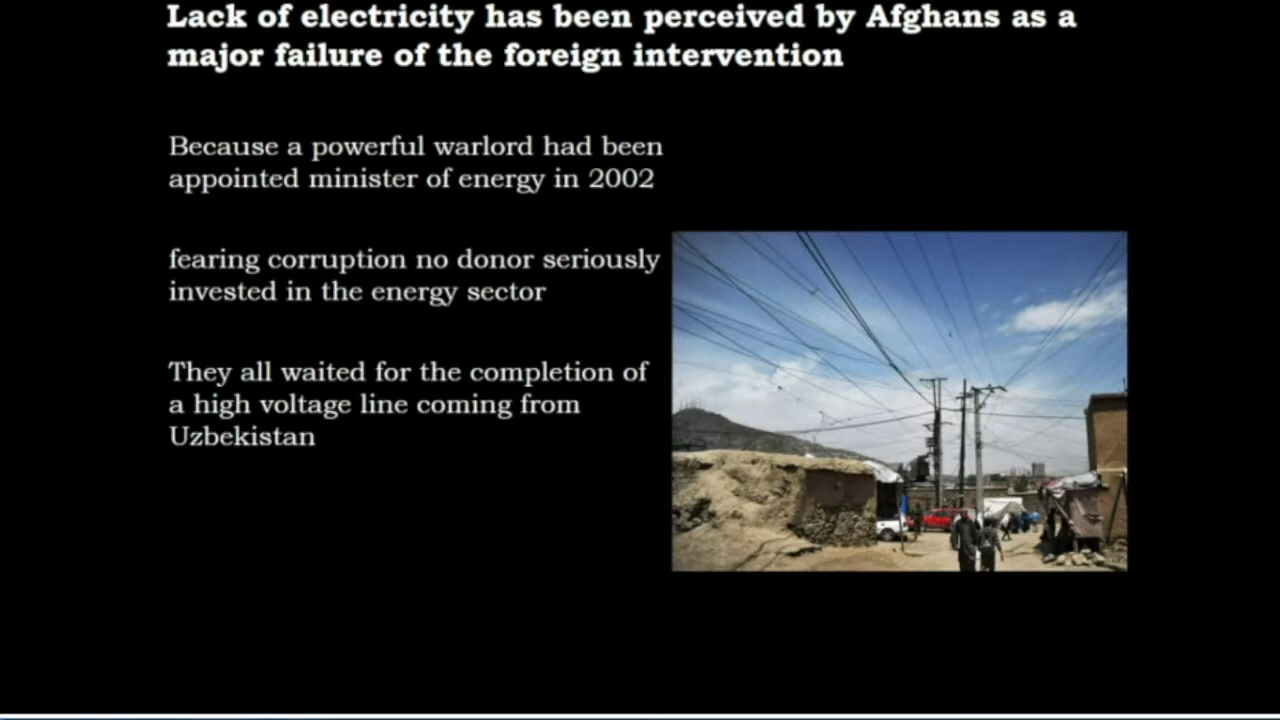 Lack of electricity has been perceived by Afghans as a
major failure of the foreign intervention
Because a powerful warlord had been
appointed minister of energy in 2002
fearing corruption no donor seriously
invested in the energy sector
They all waited for the completion of
a high voltage line coming from
Uzbekistan